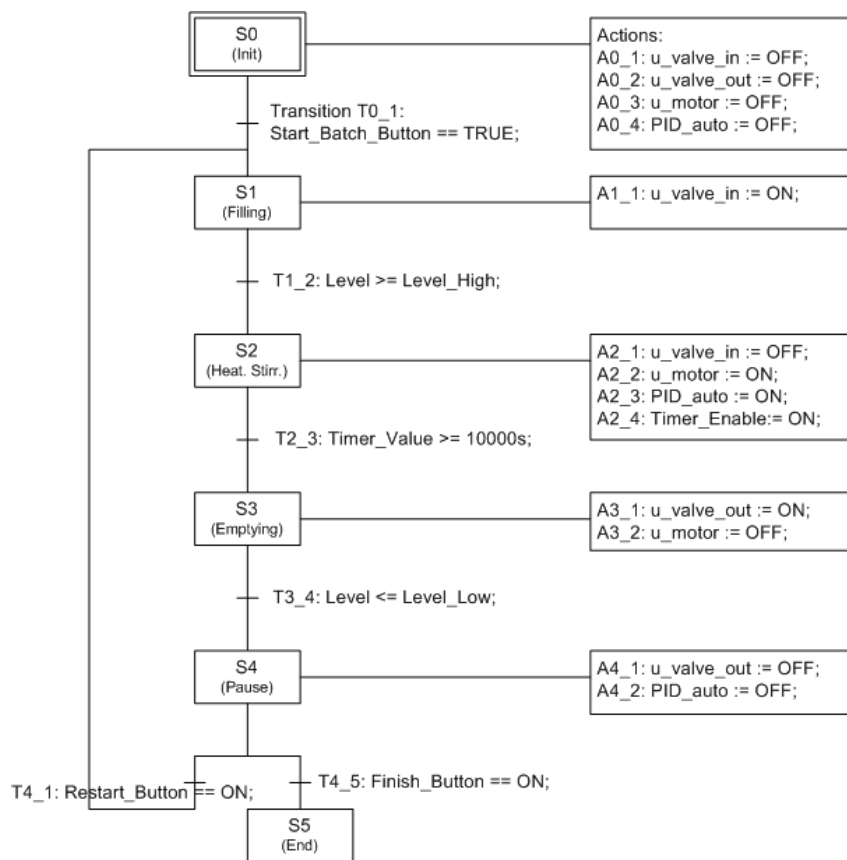 S0
(Init)
Actions:
A0_1: u_valve_in := OFF;
A0_2: u_valve_out := OFF;
A0_3: u_motor := OFF;
A0_4: PID_auto := OFF;
Transition T0_1:
Start_Batch_Button == TRUE;
S1
(Filling)
A1_1: u_valve_in := ON;
T1_2: Level >= Level_High;
S2
(Heat. Stirr.)
A2_1: u_valve_in := OFF;
A2_2: u_motor := ON;
A2_3: PID_auto := ON;
A2_4: Timer_Enable:= ON;
T2_3: Timer_Value >= 10000s;
S3
(Emptying)
A3_1: u_valve_out := ON;
A3_2: u_motor := OFF;
T3_4: Level <= Level_Low;
S4
(Pause)
A4_1: u_valve_out := OFF;
A4_2: PID_auto := OFF;
T4_1: Restart_Button == ON;
T4_5: Finish_Button == ON;
S5
(End)